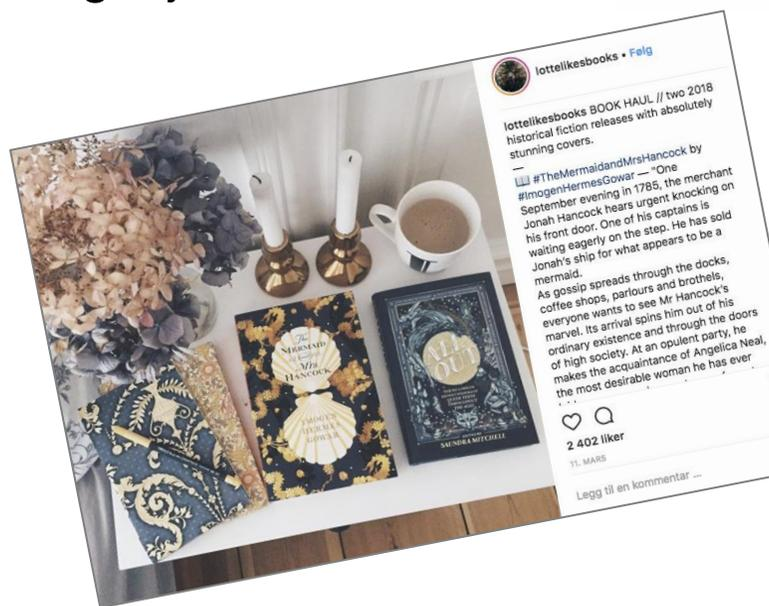 lottelikesbooks • Følg
lottelikesbooks BOOK HAUL // two 2018
historical fiction releases with absolutely
stunning covers.
—
📖 #TheMermaidandMrsHancock by
#ImogenHermesGowar — "One
September evening in 1785, the merchant
Jonah Hancock hears urgent knocking on
his front door. One of his captains is
waiting eagerly on the step. He has sold
Jonah's ship for what appears to be a
mermaid.
As gossip spreads through the docks,
coffee shops, parlours and brothels,
everyone wants to see Mr Hancock's
marvel. Its arrival spins him out of his
ordinary existence and through the doors
of high society. At an opulent party, he
makes the acquaintance of Angelica Neal,
the most desirable woman he has ever
2 402 liker
11. MARS
Legg til en kommentar ...
The
MERMAID
and
Mrs
HANCOCK
IMOGEN
HERMES
GOWAR
ALL
OUT
SAUNDRA MITCHELL